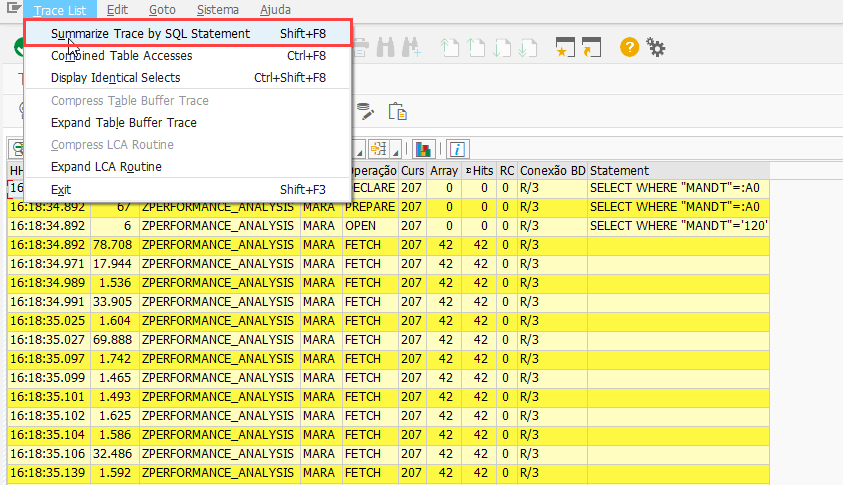 Trace List Edit Goto Sistema Ajuda
Summarize Trace by SQL Statement Shift+F8
Combined Table Accesses Ctrl+F8
Display Identical Selects Ctrl+Shift+F8
Compress Table Buffer Trace
Expand Table Buffer Trace
Compress LCA Routine
Expand LCA Routine
Exit Shift+F3
HH Operação Curs Array Hits RC Conexão BD Statement
16 DECLARE 207 0 0 0 R/3 SELECT WHERE "MANDT"=:A0
16:18:34.892 67 ZPERFORMANCE_ANALYSIS MARA PREPARE 207 0 0 0 R/3 SELECT WHERE "MANDT"=:A0
16:18:34.892 6 ZPERFORMANCE_ANALYSIS MARA OPEN 207 0 0 0 R/3 SELECT WHERE "MANDT"='120'
16:18:34.892 78.708 ZPERFORMANCE_ANALYSIS MARA FETCH 207 42 42 0 R/3
16:18:34.971 17.944 ZPERFORMANCE_ANALYSIS MARA FETCH 207 42 42 0 R/3
16:18:34.989 1.536 ZPERFORMANCE_ANALYSIS MARA FETCH 207 42 42 0 R/3
16:18:34.991 33.905 ZPERFORMANCE_ANALYSIS MARA FETCH 207 42 42 0 R/3
16:18:35.025 1.604 ZPERFORMANCE_ANALYSIS MARA FETCH 207 42 42 0 R/3
16:18:35.027 69.888 ZPERFORMANCE_ANALYSIS MARA FETCH 207 42 42 0 R/3
16:18:35.097 1.742 ZPERFORMANCE_ANALYSIS MARA FETCH 207 42 42 0 R/3
16:18:35.099 1.465 ZPERFORMANCE_ANALYSIS MARA FETCH 207 42 42 0 R/3
16:18:35.101 1.493 ZPERFORMANCE_ANALYSIS MARA FETCH 207 42 42 0 R/3
16:18:35.102 1.625 ZPERFORMANCE_ANALYSIS MARA FETCH 207 42 42 0 R/3
16:18:35.104 1.586 ZPERFORMANCE_ANALYSIS MARA FETCH 207 42 42 0 R/3
16:18:35.106 32.486 ZPERFORMANCE_ANALYSIS MARA FETCH 207 42 42 0 R/3
16:18:35.139 1.592 ZPERFORMANCE_ANALYSIS MARA FETCH 207 42 42 0 R/3